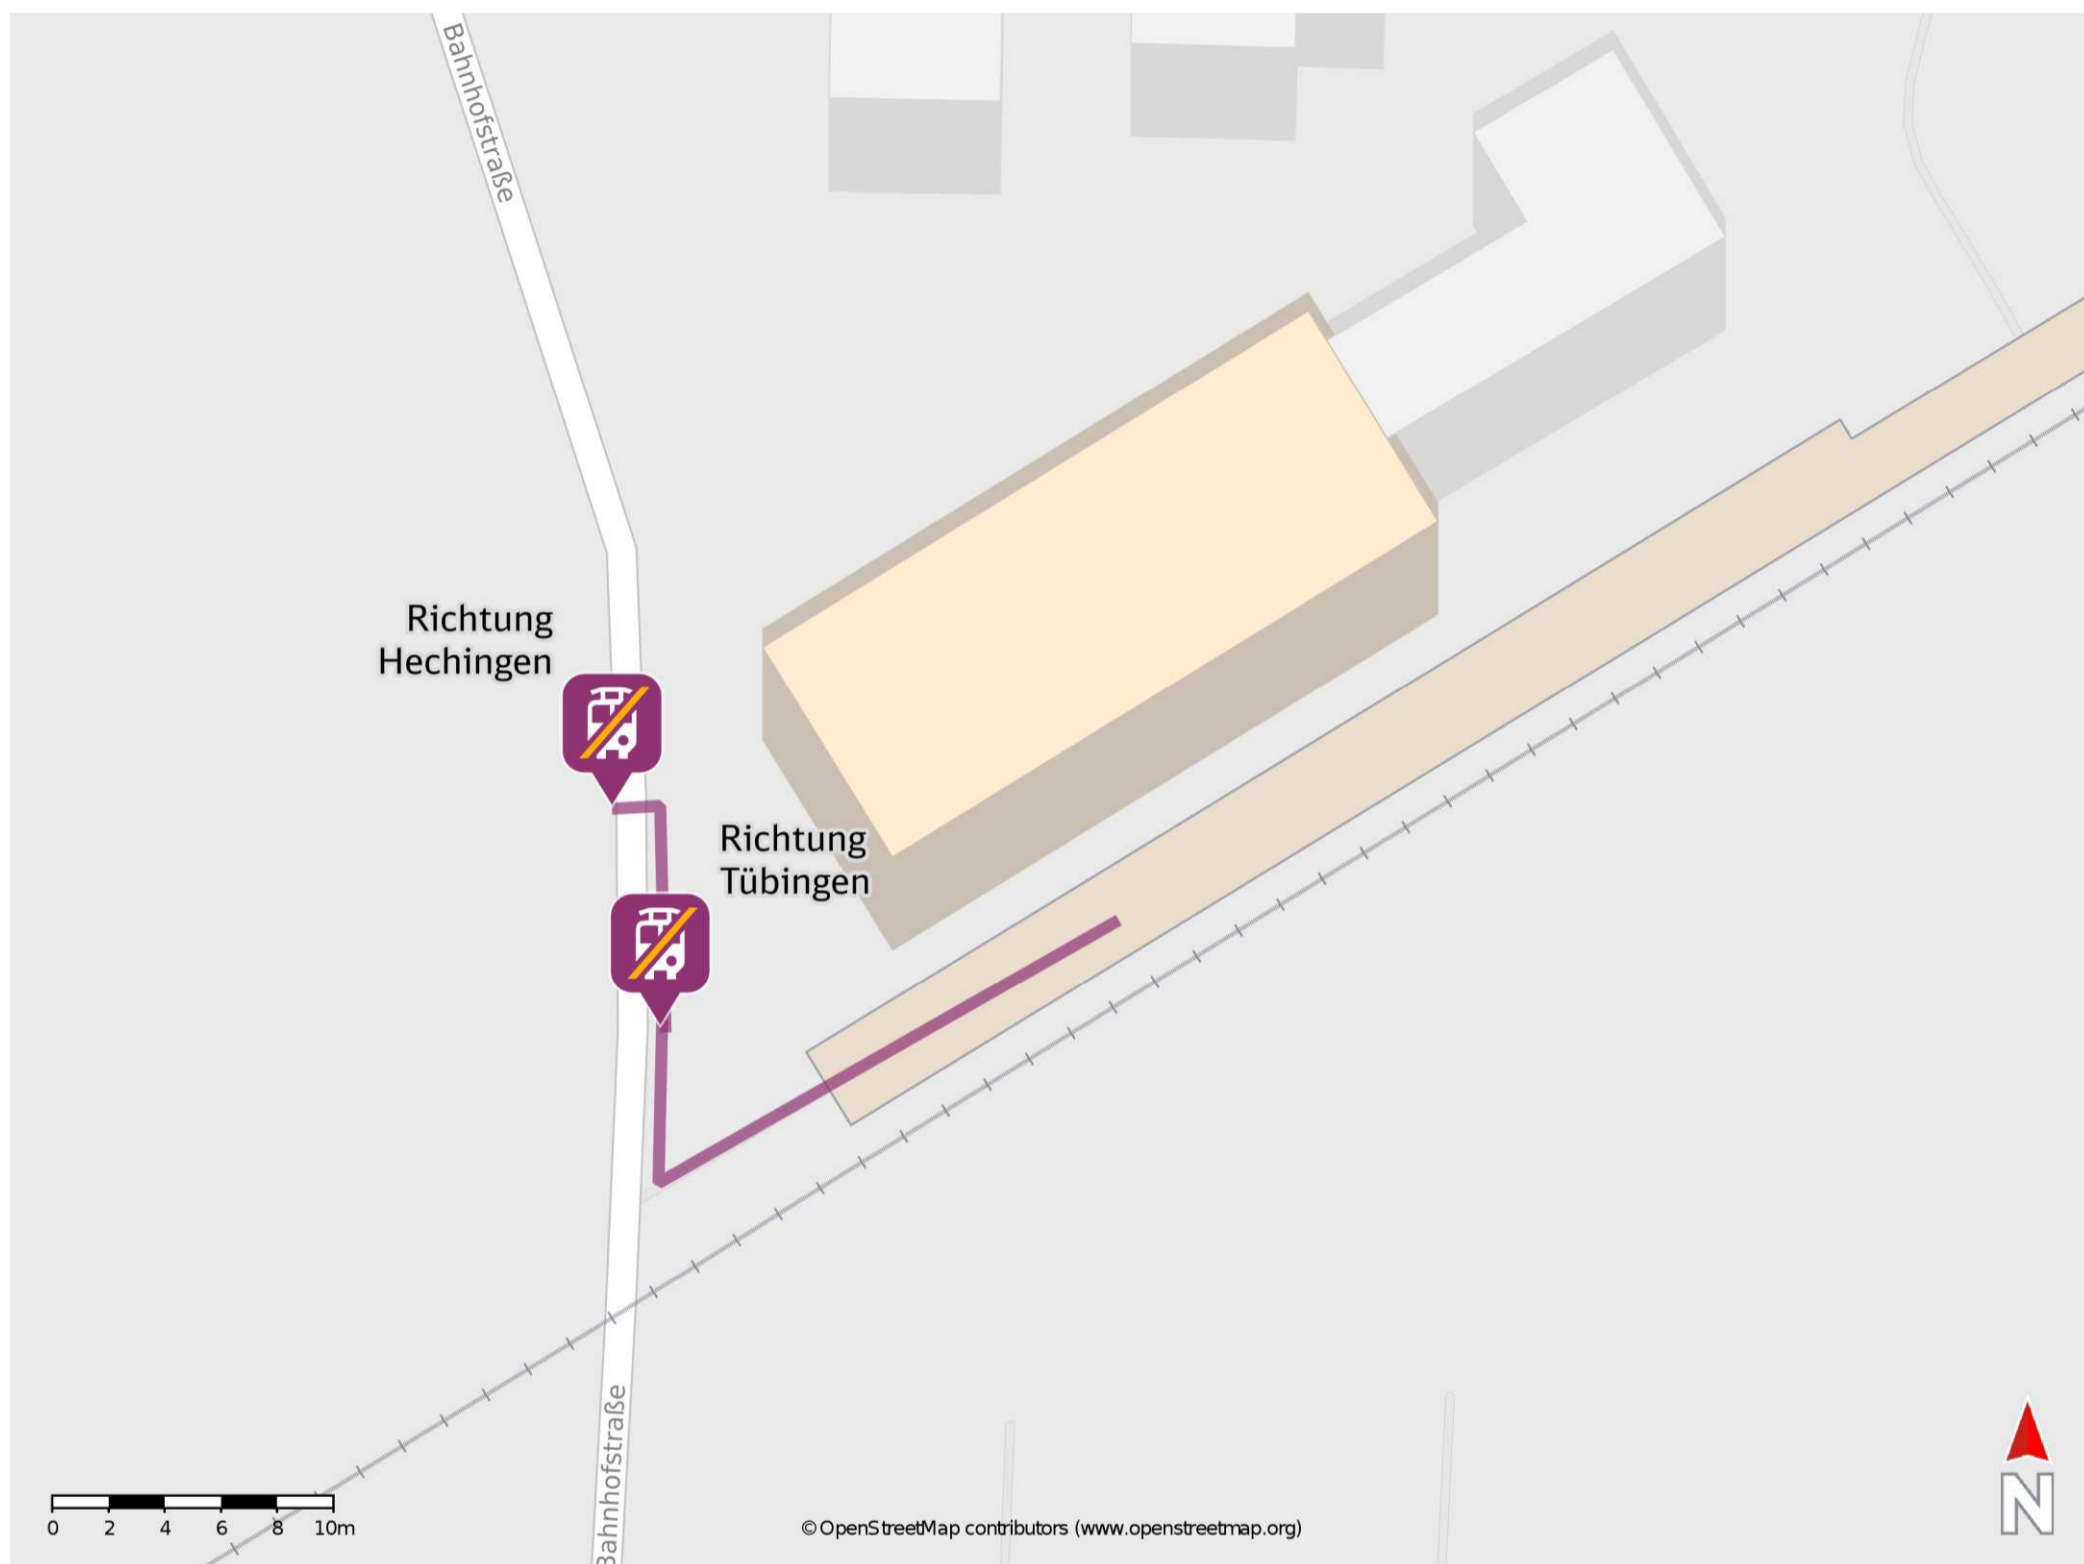 Bahnhofstraße
Richtung
Hechingen
Richtung
Tübingen
Bahnhofstraße
0 2 4 6 8 10m
© OpenStreetMap contributors (www.openstreetmap.org)
N